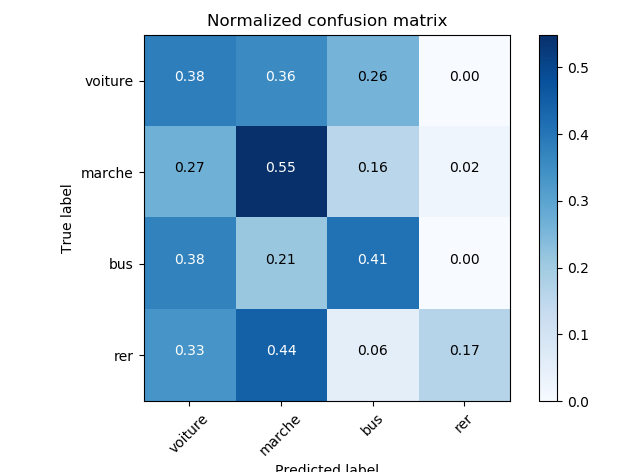 Normalized confusion matrix
True label
voiture 0.38 0.36 0.26 0.00
marche 0.27 0.55 0.16 0.02
bus 0.38 0.21 0.41 0.00
rer 0.33 0.44 0.06 0.17
voiture marche bus rer
Predicted label
0.5
0.4
0.3
0.2
0.1
0.0